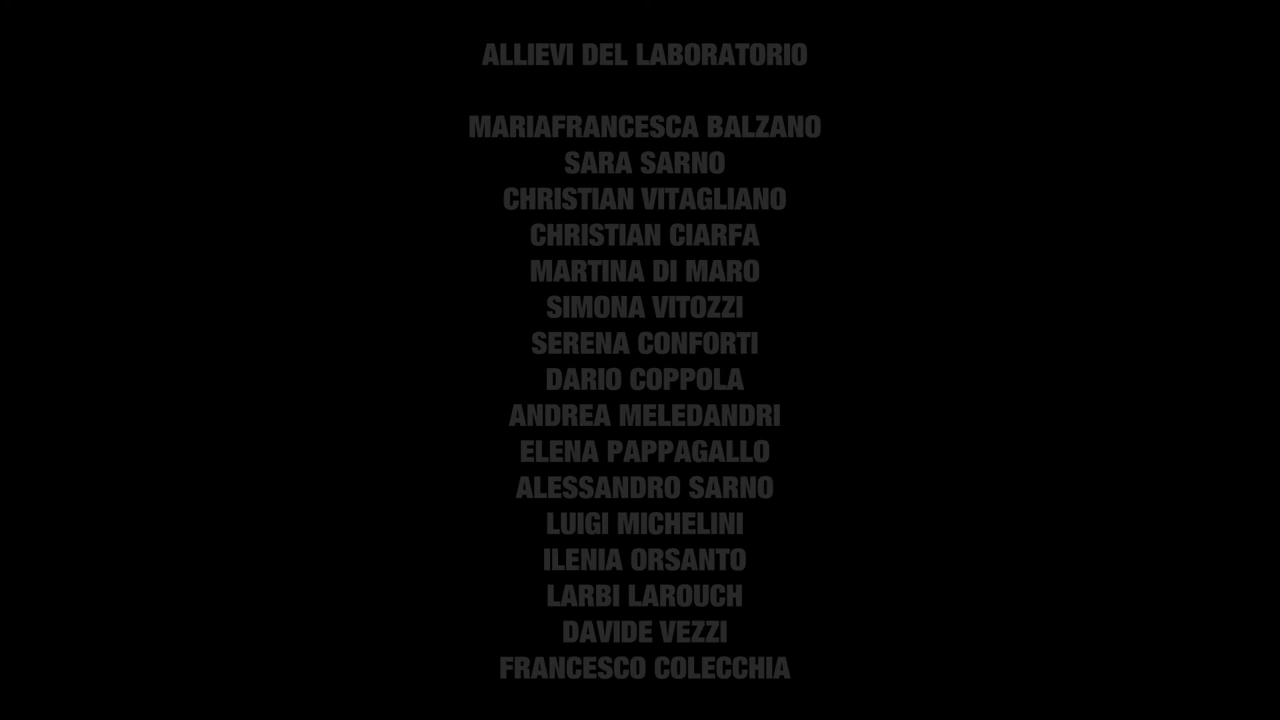 ALLIEVI DEL LABORATORIO
MARIAFRANCESCA BALZANO
SARA SARNO
CHRISTIAN VITAGLIANO
CHRISTIAN CIARFA
MARTINA DI MARO
SIMONA VITOZZI
SERENA CONFORTI
DARIO COPPOLA
ANDREA MELEDANDRI
ELENA PAPPAGALLO
ALESSANDRO SARNO
LUIGI MICHELINI
ILENIA ORSANTO
LARBI LAROUCH
DAVIDE VEZZI
FRANCESCO COLECCHIA